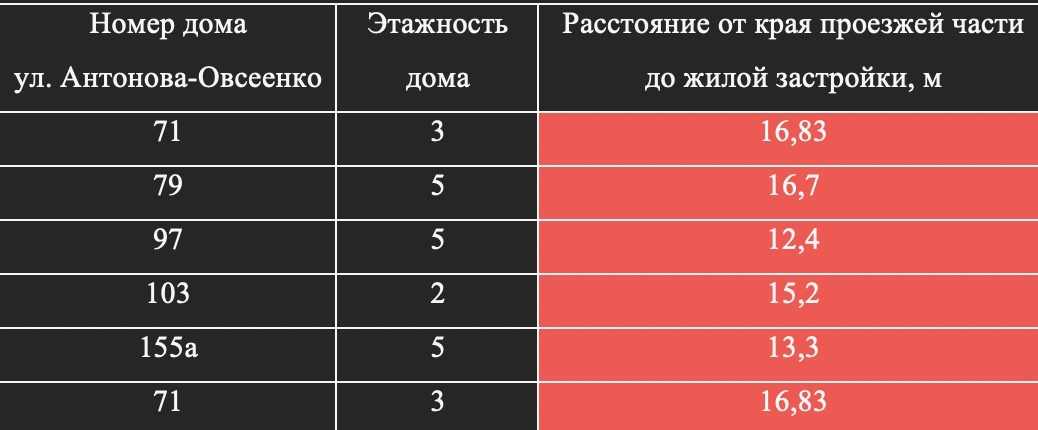 Номер дома
ул. Антонова-Овсеенко
Этажность
дома
Расстояние от края проезжей части
до жилой застройки, м
71 3 16,83
79 5 16,7
97 5 12,4
103 2 15,2
155а 5 13,3
71 3 16,83